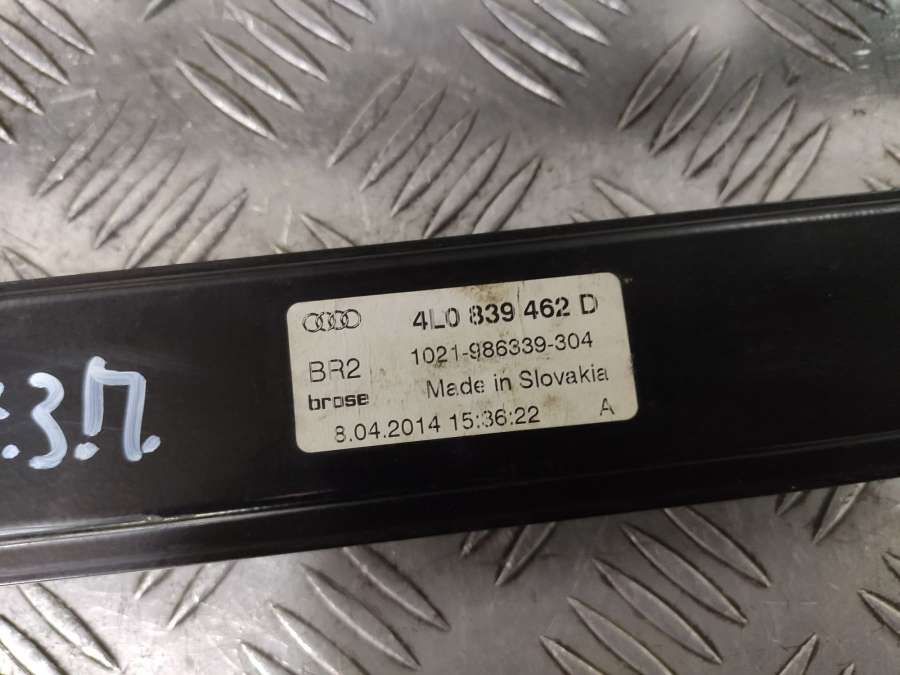 4L0 839 462 D
BR2 1021-986339-304
brose Made in Slovakia
8.04.2014 15:36:22 A
.З.П.